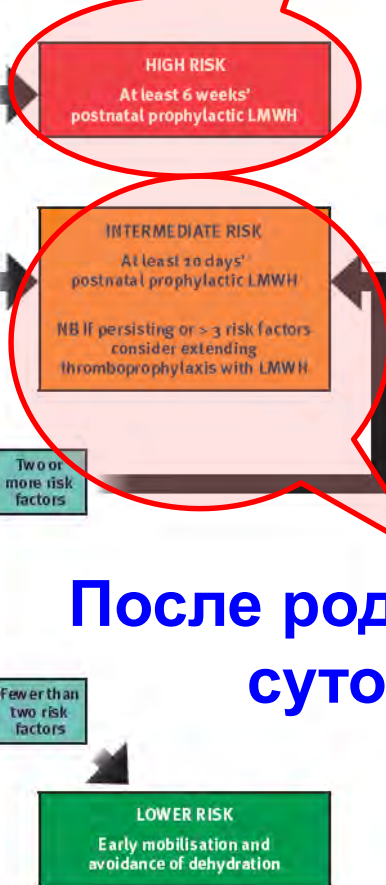 HIGH RISK
At least 6 weeks'
postnatal prophylactic LMWH
INTERMEDIATE RISK
At least 10 days'
postnatal prophylactic LMWH
NB If persisting or > 3 risk factors
consider extending
thromboprophylaxis with LMWH
Two or
more risk
factors
После род
суто
Fewer than
two risk
factors
LOWER RISK
Early mobilisation and
avoidance of dehydration